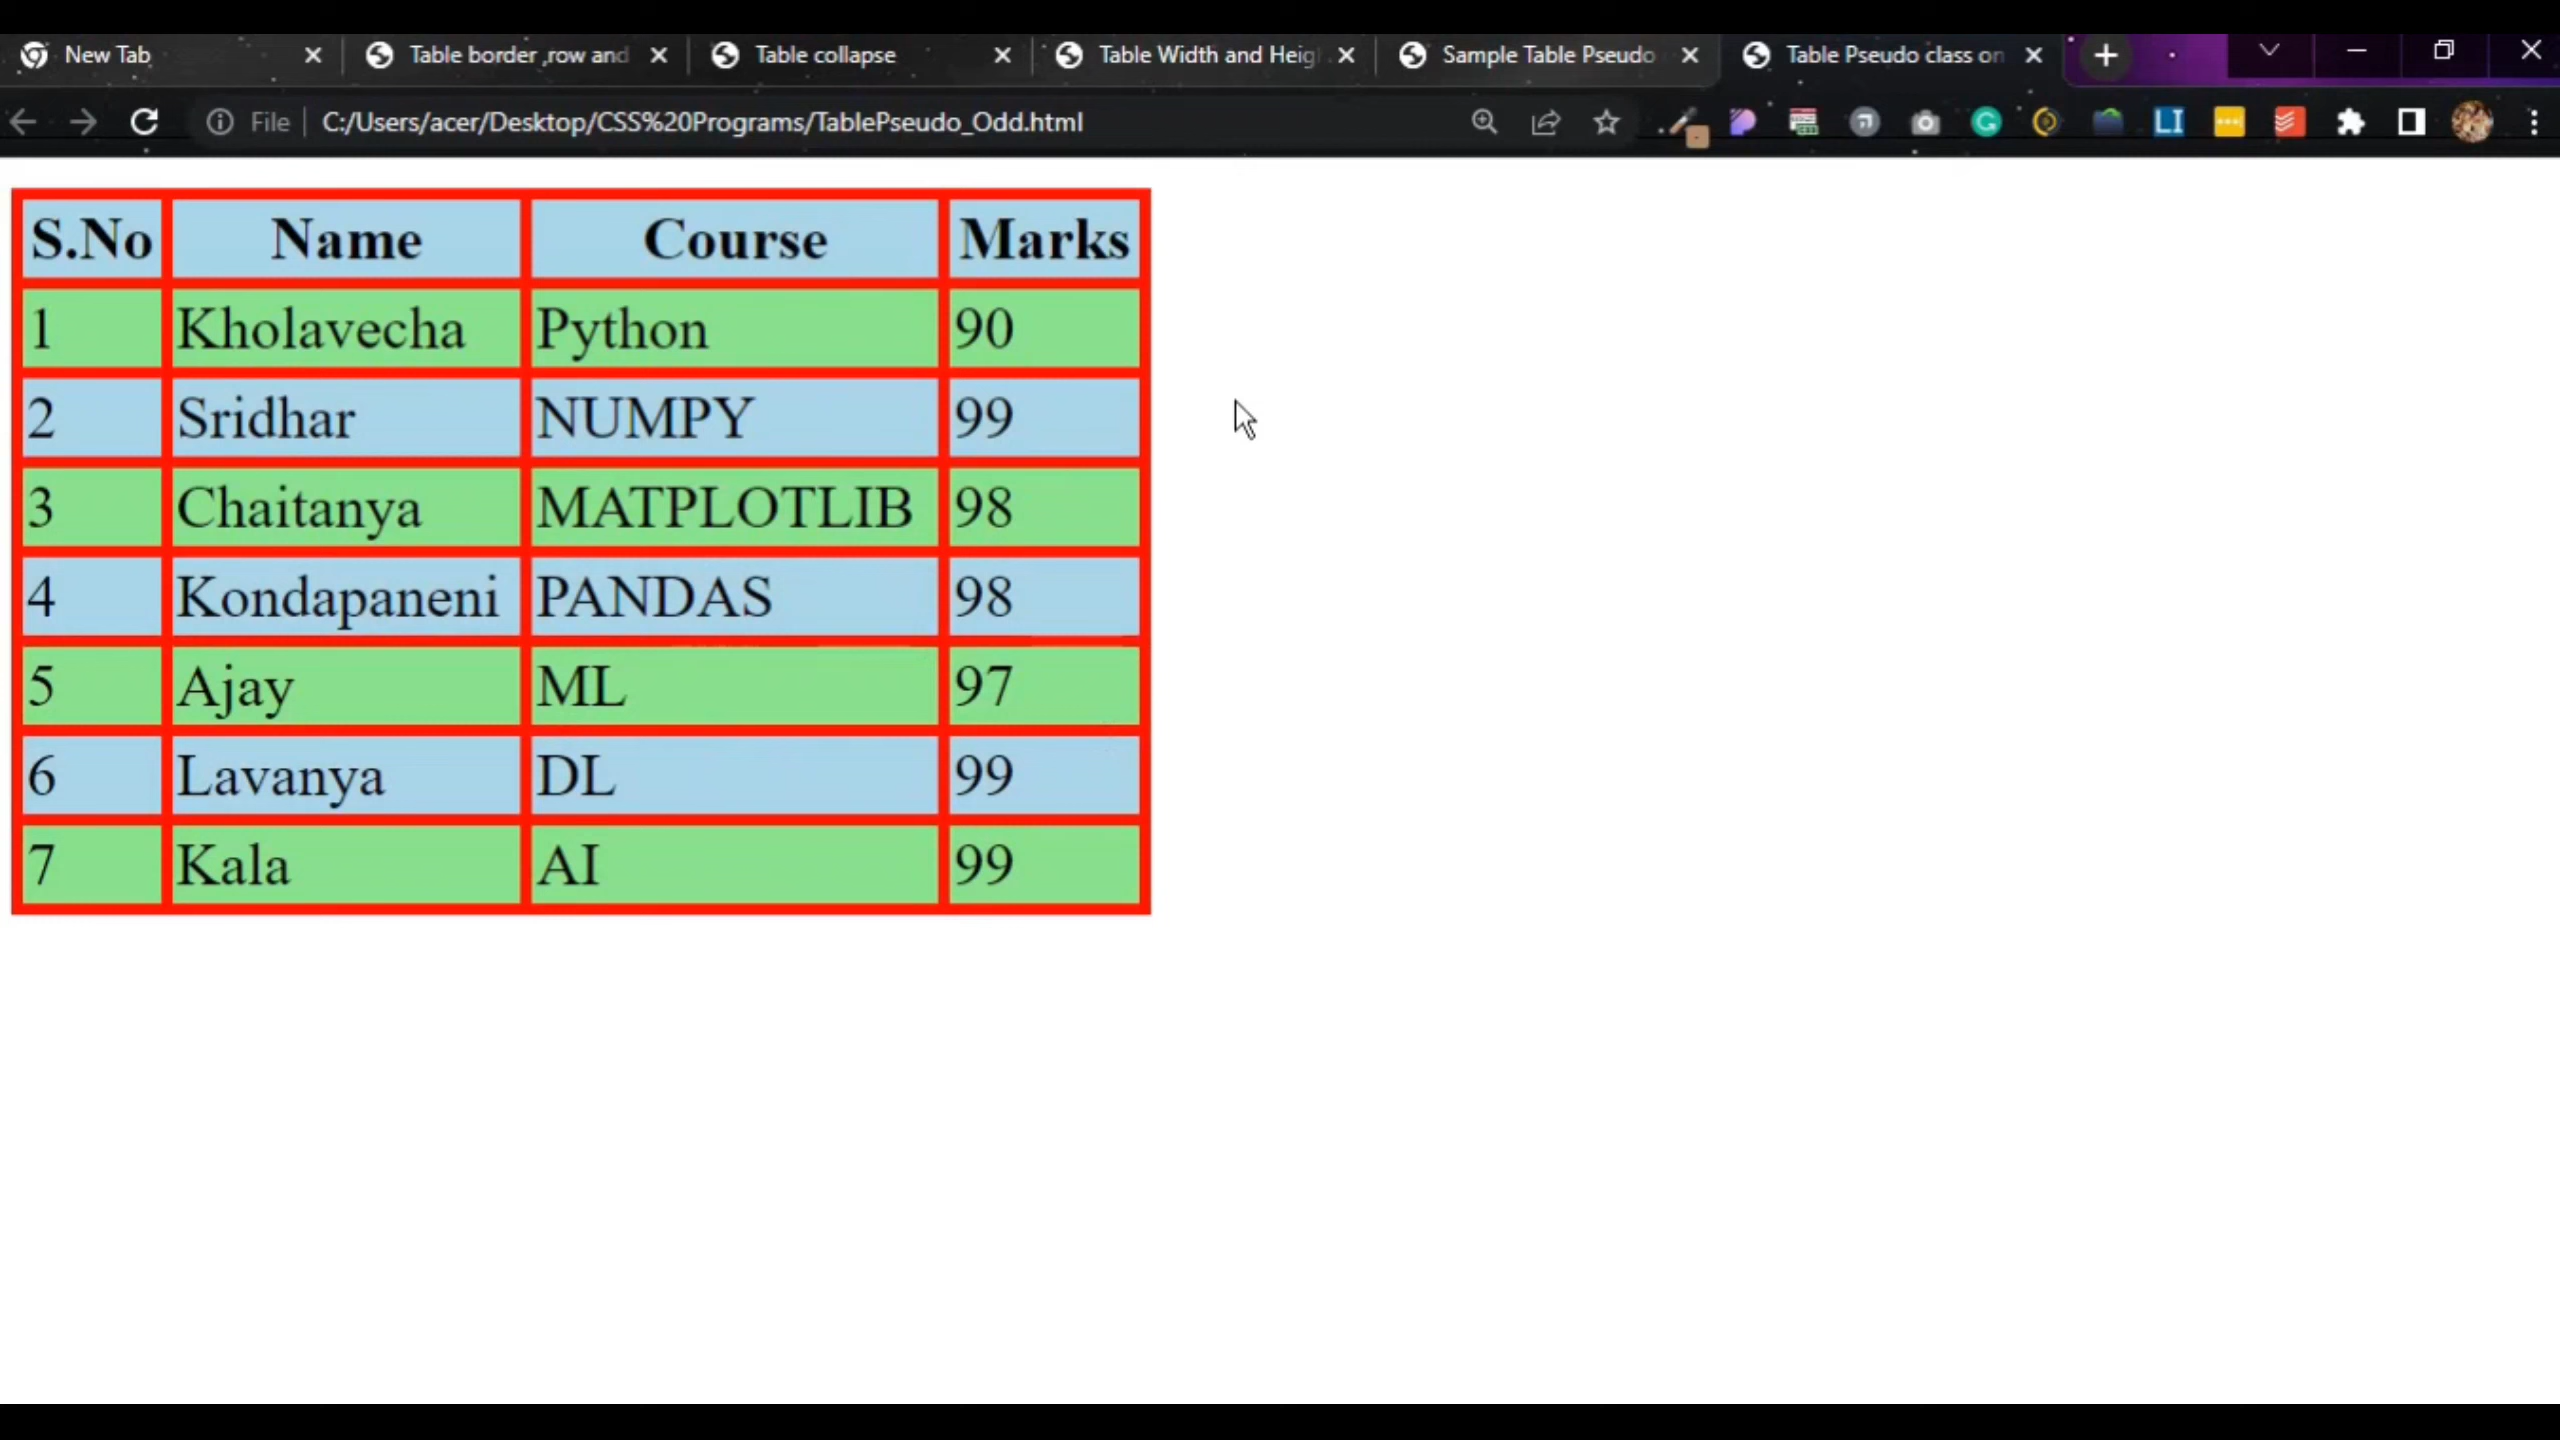 New Tab
Table border ,row and
Table collapse
Table Width and Heig
Sample Table Pseudo
Table Pseudo class on
File
C:/Users/acer/Desktop/CSS%20Programs/TablePseudo_Odd.html
LI
S.No Name Course Marks
1 Kholavecha Python 90
2 Sridhar NUMPY 99
3 Chaitanya MATPLOTLIB 98
4 Kondapaneni PANDAS 98
5 Ajay ML 97
6 Lavanya DL 99
7 Kala AI 99